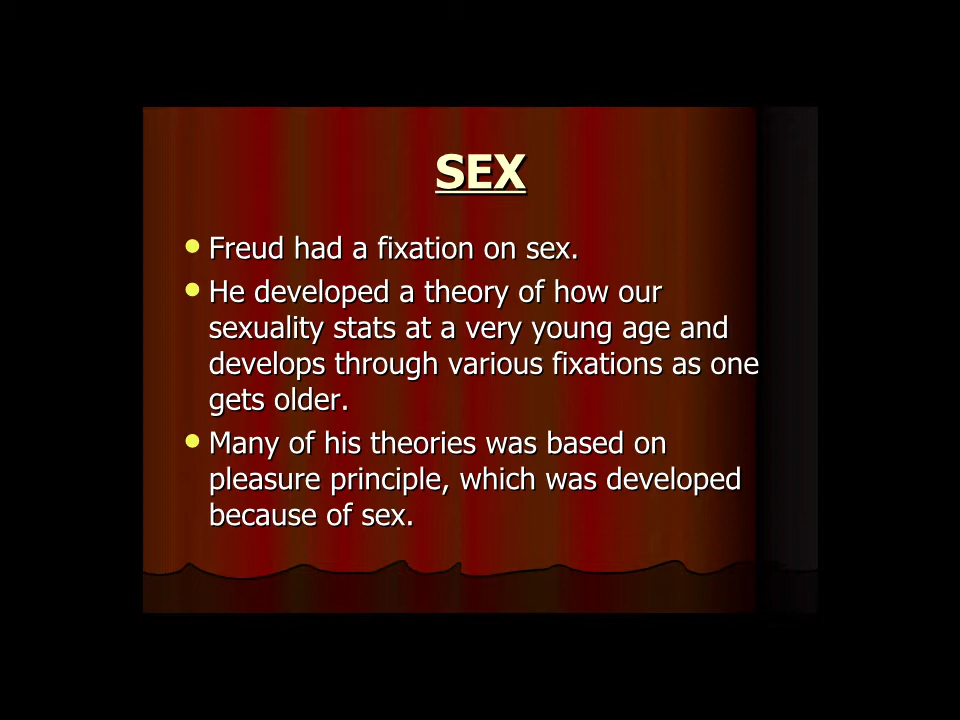 SEX
Freud had a fixation on sex.
He developed a theory of how our
sexuality stats at a very young age and
develops through various fixations as one
gets older.
Many of his theories was based on
pleasure principle, which was developed
because of sex.